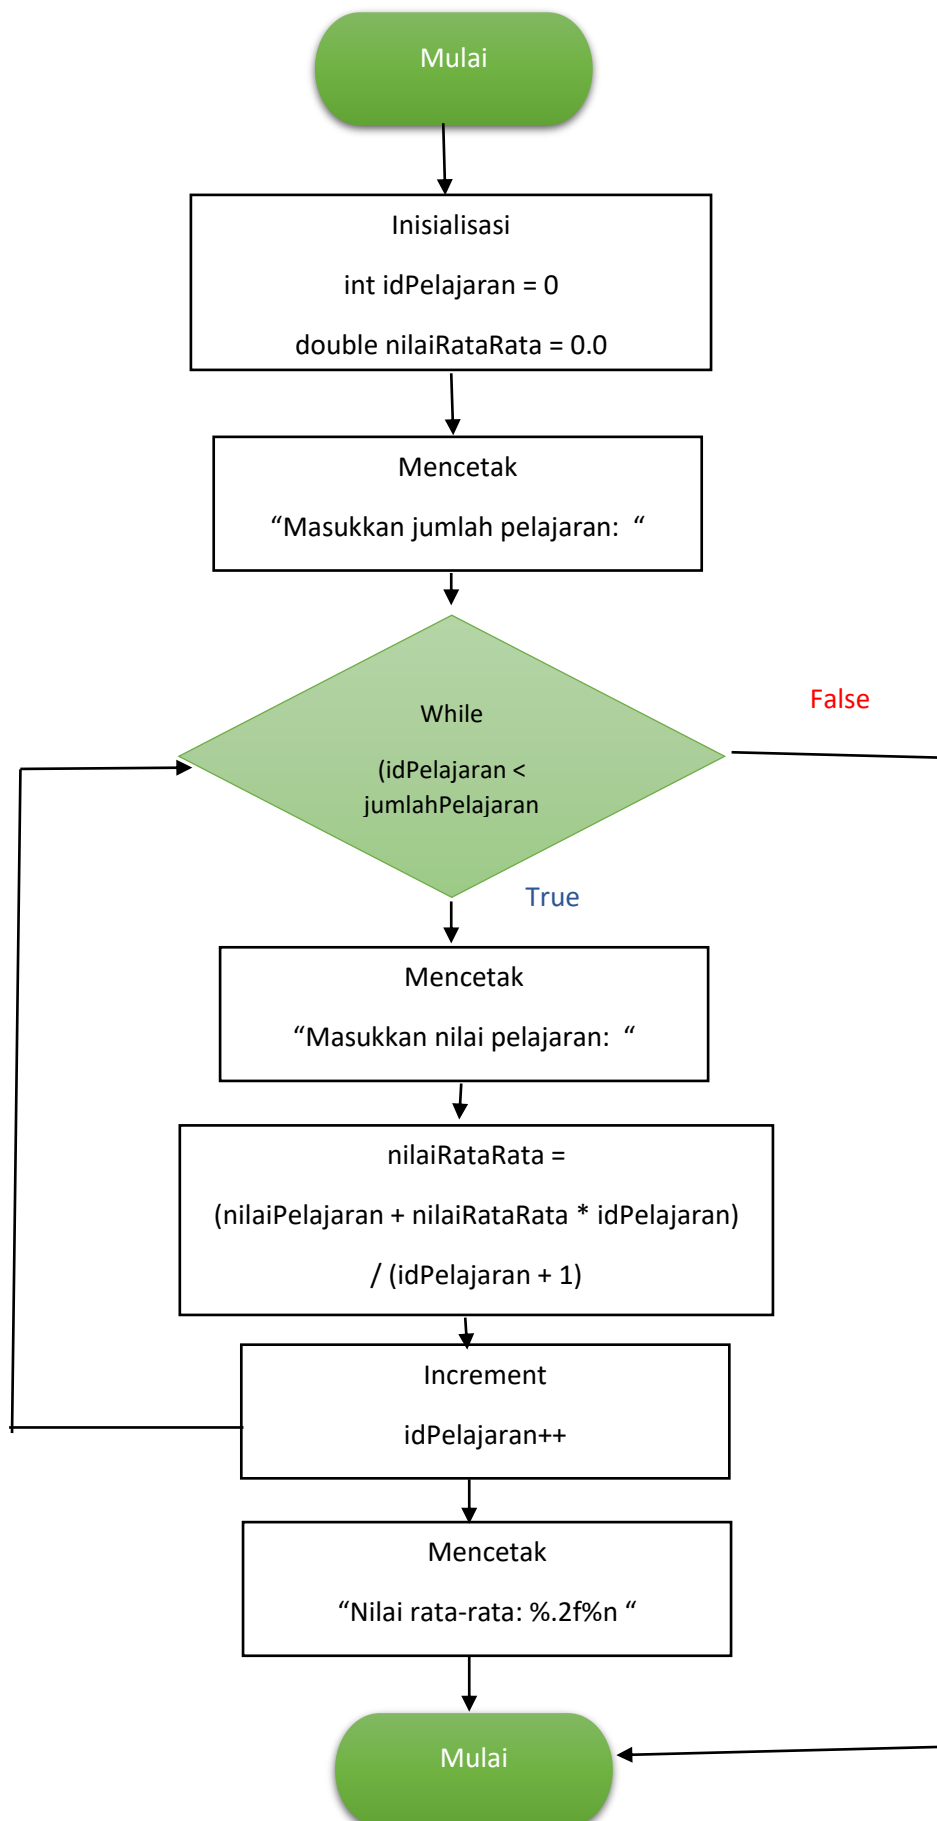 Mulai
Inisialisasi
int idPelajaran = 0
double nilaiRataRata = 0.0
Mencetak
“Masukkan jumlah pelajaran:  “
While
(idPelajaran <
jumlahPelajaran
False
True
Mencetak
“Masukkan nilai pelajaran:  “
nilaiRataRata =
(nilaiPelajaran + nilaiRataRata * idPelajaran)
/ (idPelajaran + 1)
Increment
idPelajaran++
Mencetak
“Nilai rata-rata: %.2f%n “
Mulai